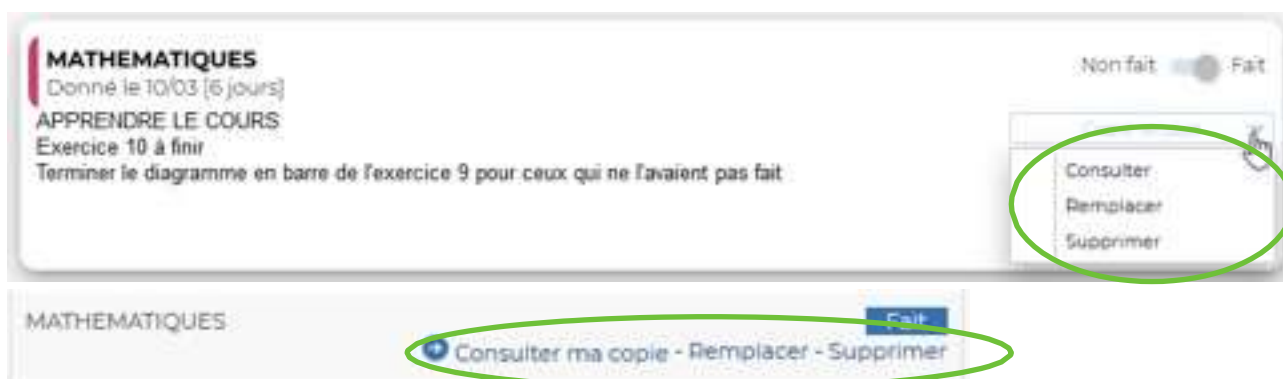 MATHEMATIQUES
Non fait Fait
Donné le 10/03 [6 jours]
APPRENDRE LE COURS
Exercice 10 à finir
Terminer le diagramme en barre de l'exercice 9 pour ceux qui ne l'avaient pas fait
Consulter
Remplacer
Supprimer
MATHEMATIQUES
Fait
Consulter ma copie - Remplacer - Supprimer